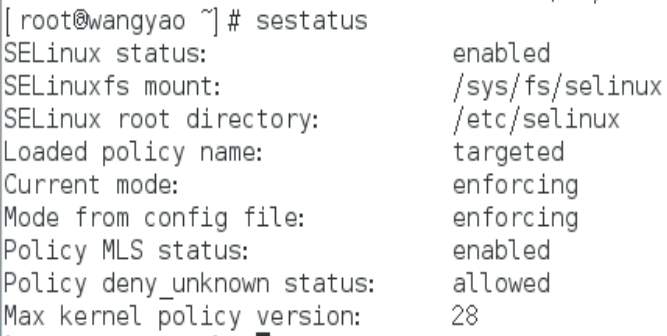 [root@wangyao ~]# sestatus
SELinux status: enabled
SELinuxfs mount: /sys/fs/selinux
SELinux root directory: /etc/selinux
Loaded policy name: targeted
Current mode: enforcing
Mode from config file: enforcing
Policy MLS status: enabled
Policy deny_unknown status: allowed
Max kernel policy version: 28